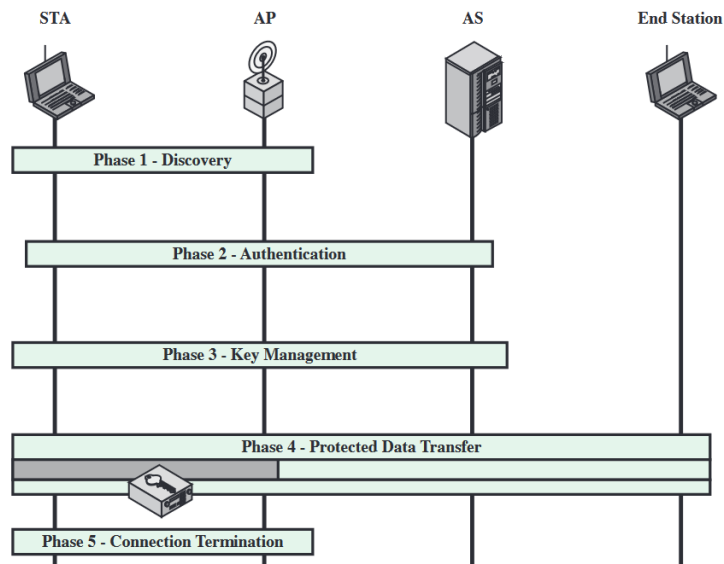 STA AP AS End Station
Phase 1 - Discovery
Phase 2 - Authentication
Phase 3 - Key Management
Phase 4 - Protected Data Transfer
Phase 5 - Connection Termination